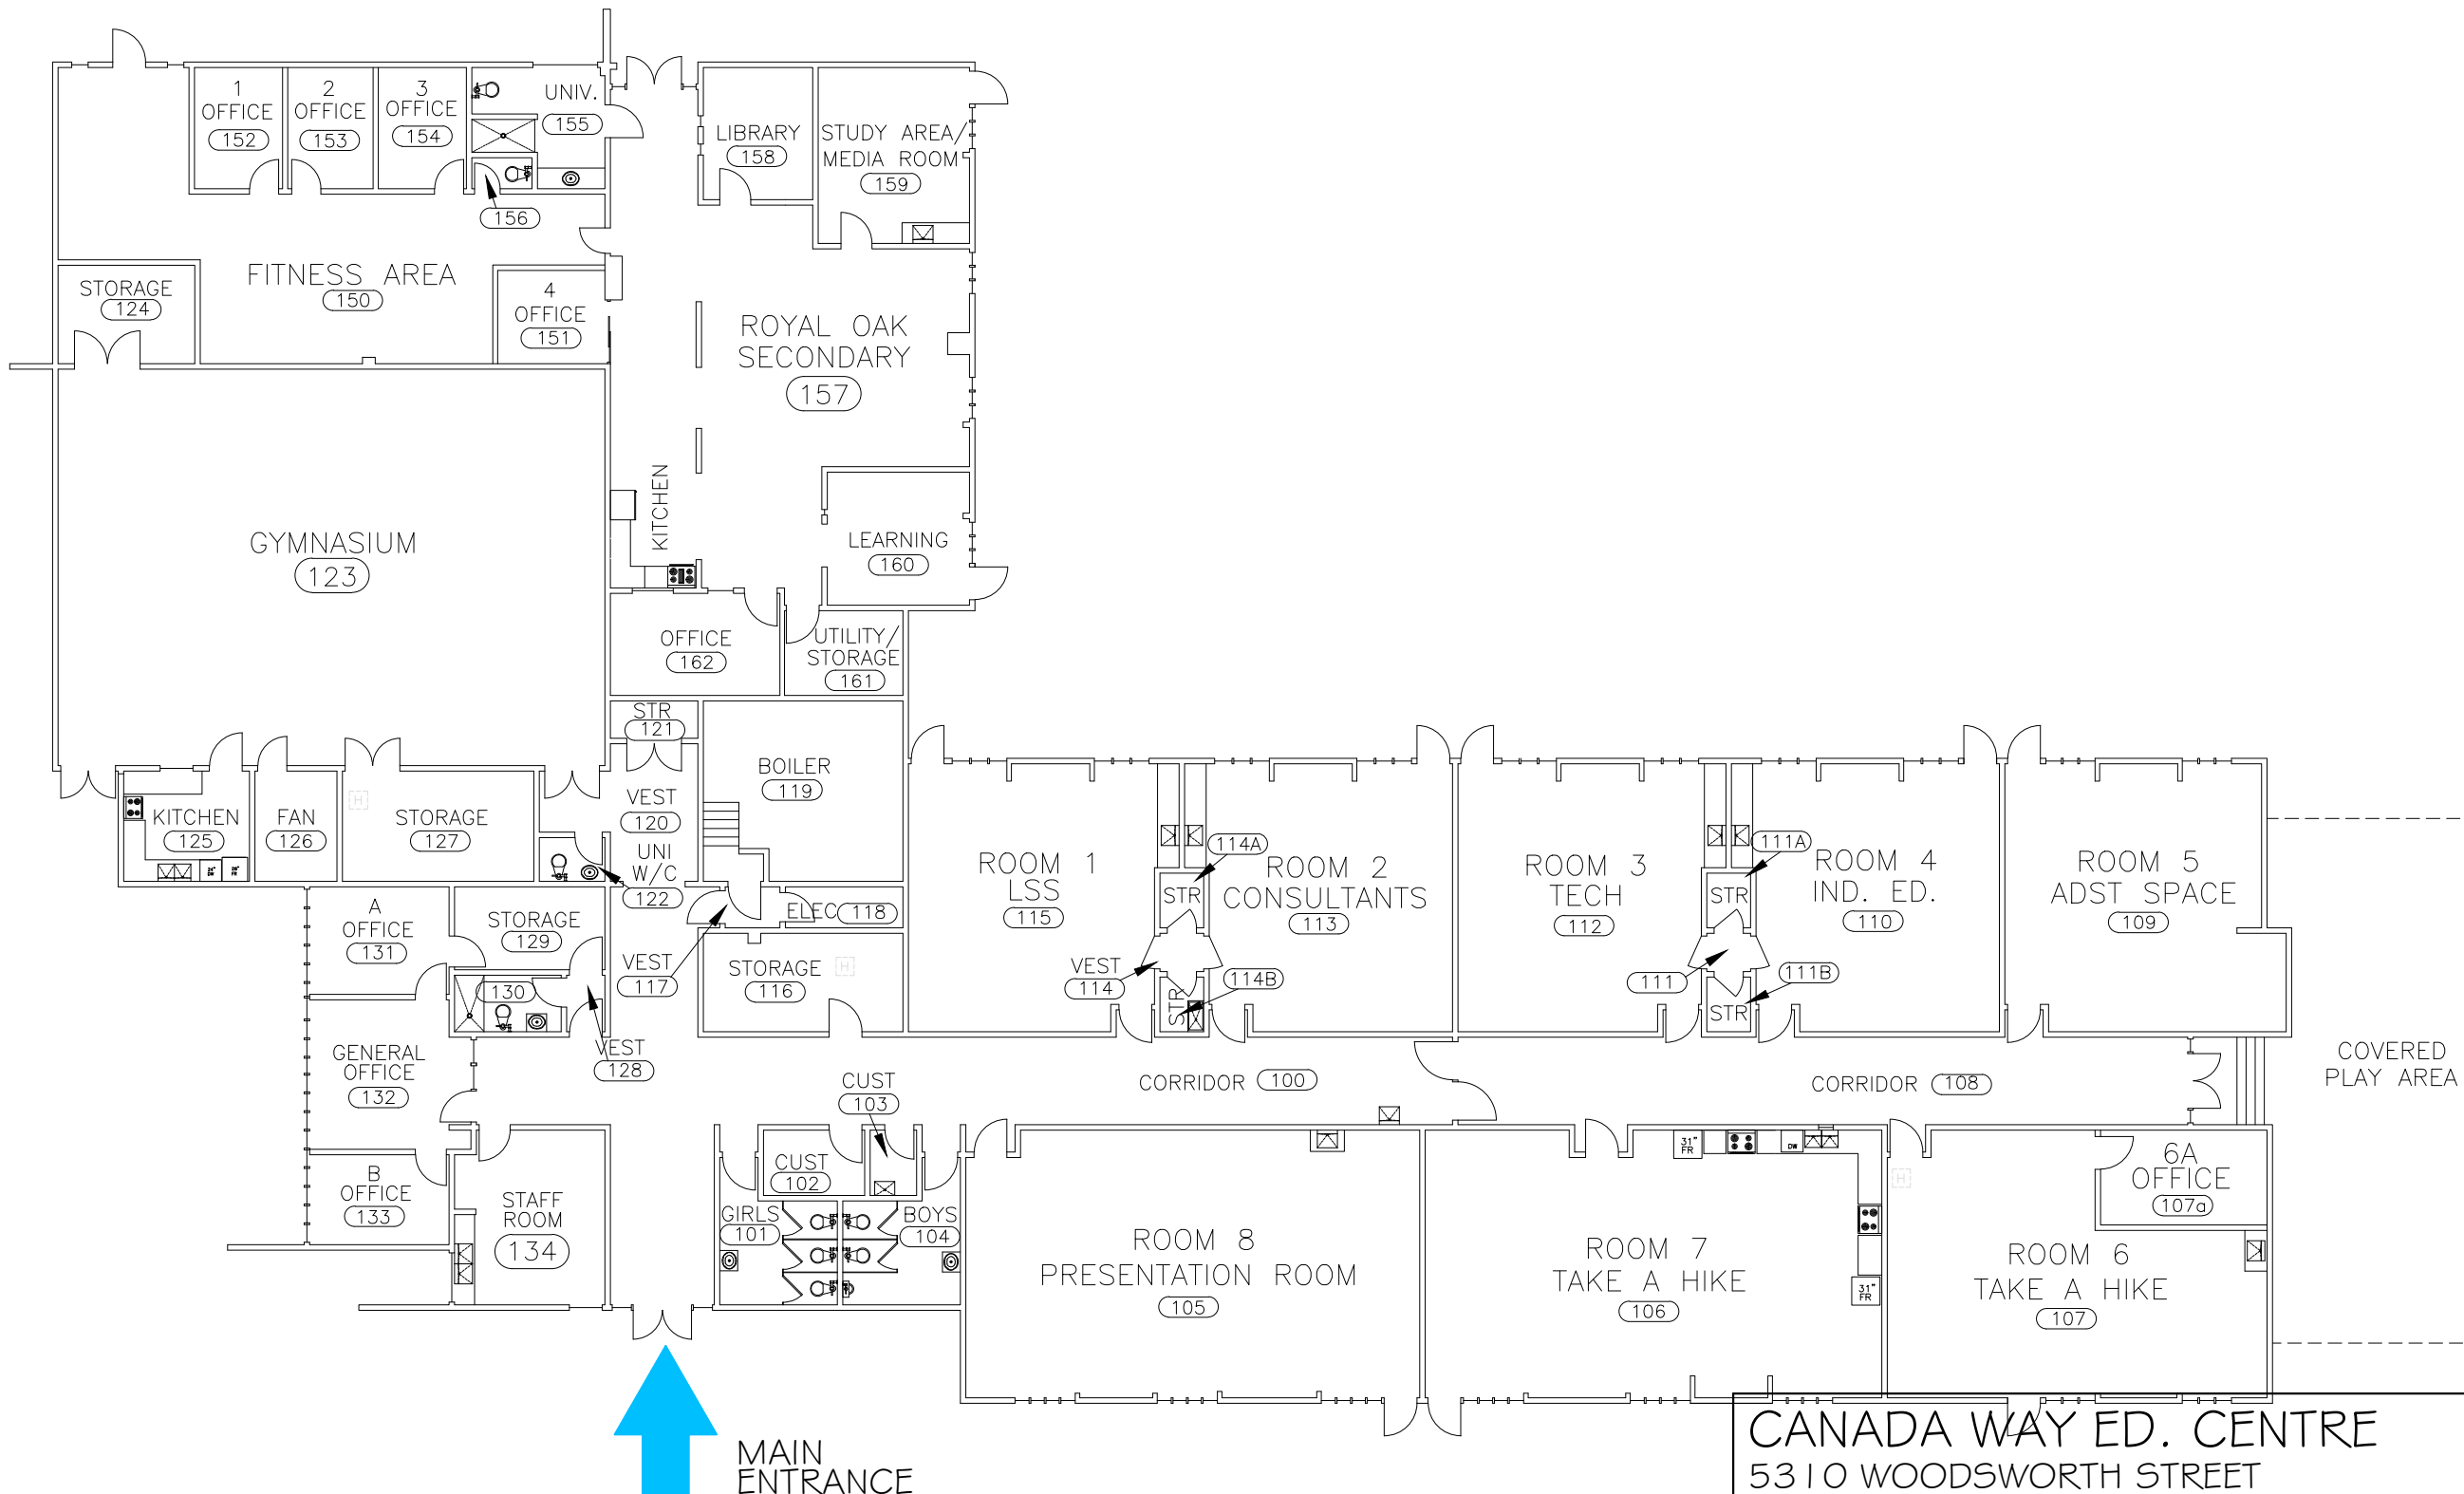 1
OFFICE
152
2
OFFICE
153
3
OFFICE
154
UNIV.
155
156
LIBRARY
158
STUDY AREA/
MEDIA ROOM
159
STORAGE
124
FITNESS AREA
150
4
OFFICE
151
ROYAL OAK
SECONDARY
157
GYMNASIUM
123
KITCHEN
LEARNING
160
OFFICE
162
UTILITY/
STORAGE
161
STR
121
BOILER
119
VEST
120
KITCHEN
125
FAN
126
H
STORAGE
127
UNI
W/C
122
ELEC 118
A
OFFICE
131
STORAGE
129
130
VEST
117
STORAGE
116
H
ROOM 1
LSS
115
114A
STR
ROOM 2
CONSULTANTS
113
VEST
114
114B
STR
ROOM 3
TECH
112
111A
STR
ROOM 4
IND. ED.
110
111
111B
STR
ROOM 5
ADST SPACE
109
GENERAL
OFFICE
132
VEST
128
CUST
103
CORRIDOR 100
CORRIDOR 108
COVERED
PLAY AREA
B
OFFICE
133
STAFF
ROOM
134
CUST
102
GIRLS
101
BOYS
104
ROOM 8
PRESENTATION ROOM
105
31"
FR
DW
ROOM 7
TAKE A HIKE
106
31"
FR
H
6A
OFFICE
107a
ROOM 6
TAKE A HIKE
107
MAIN
ENTRANCE
CANADA WAY ED. CENTRE
5310 WOODSWORTH STREET